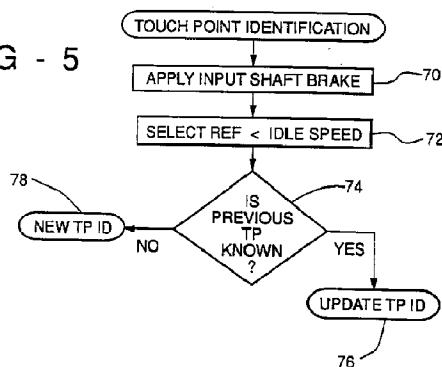 TOUCH POINT IDENTIFICATION
G - 5
APPLY INPUT SHAFT BRAKE
70
SELECT REF < IDLE SPEED
72
78
74
IS
PREVIOUS
TP
KNOWN
?
NEW TP ID
NO
YES
UPDATE TP ID
76